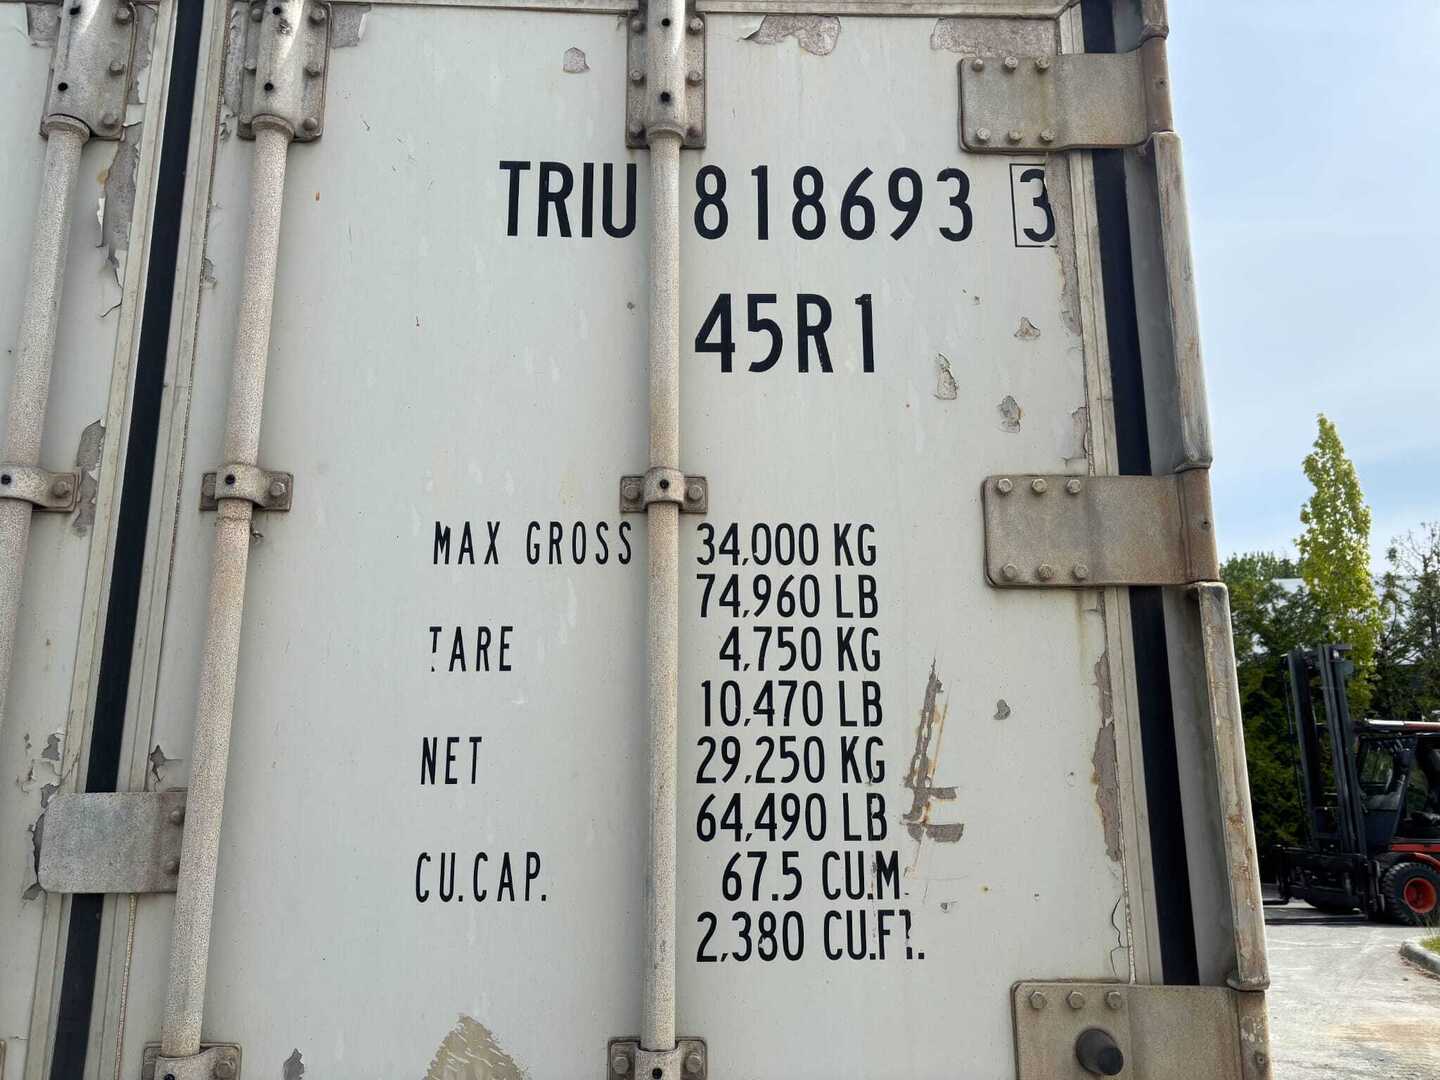 TRIU 818693 3
45R1
MAX GROSS 34,000 KG
74,960 LB
TARE 4,750 KG
10,470 LB
NET 29,250 KG
64,490 LB
CU.CAP. 67.5 CU.M.
2,380 CU.FT.